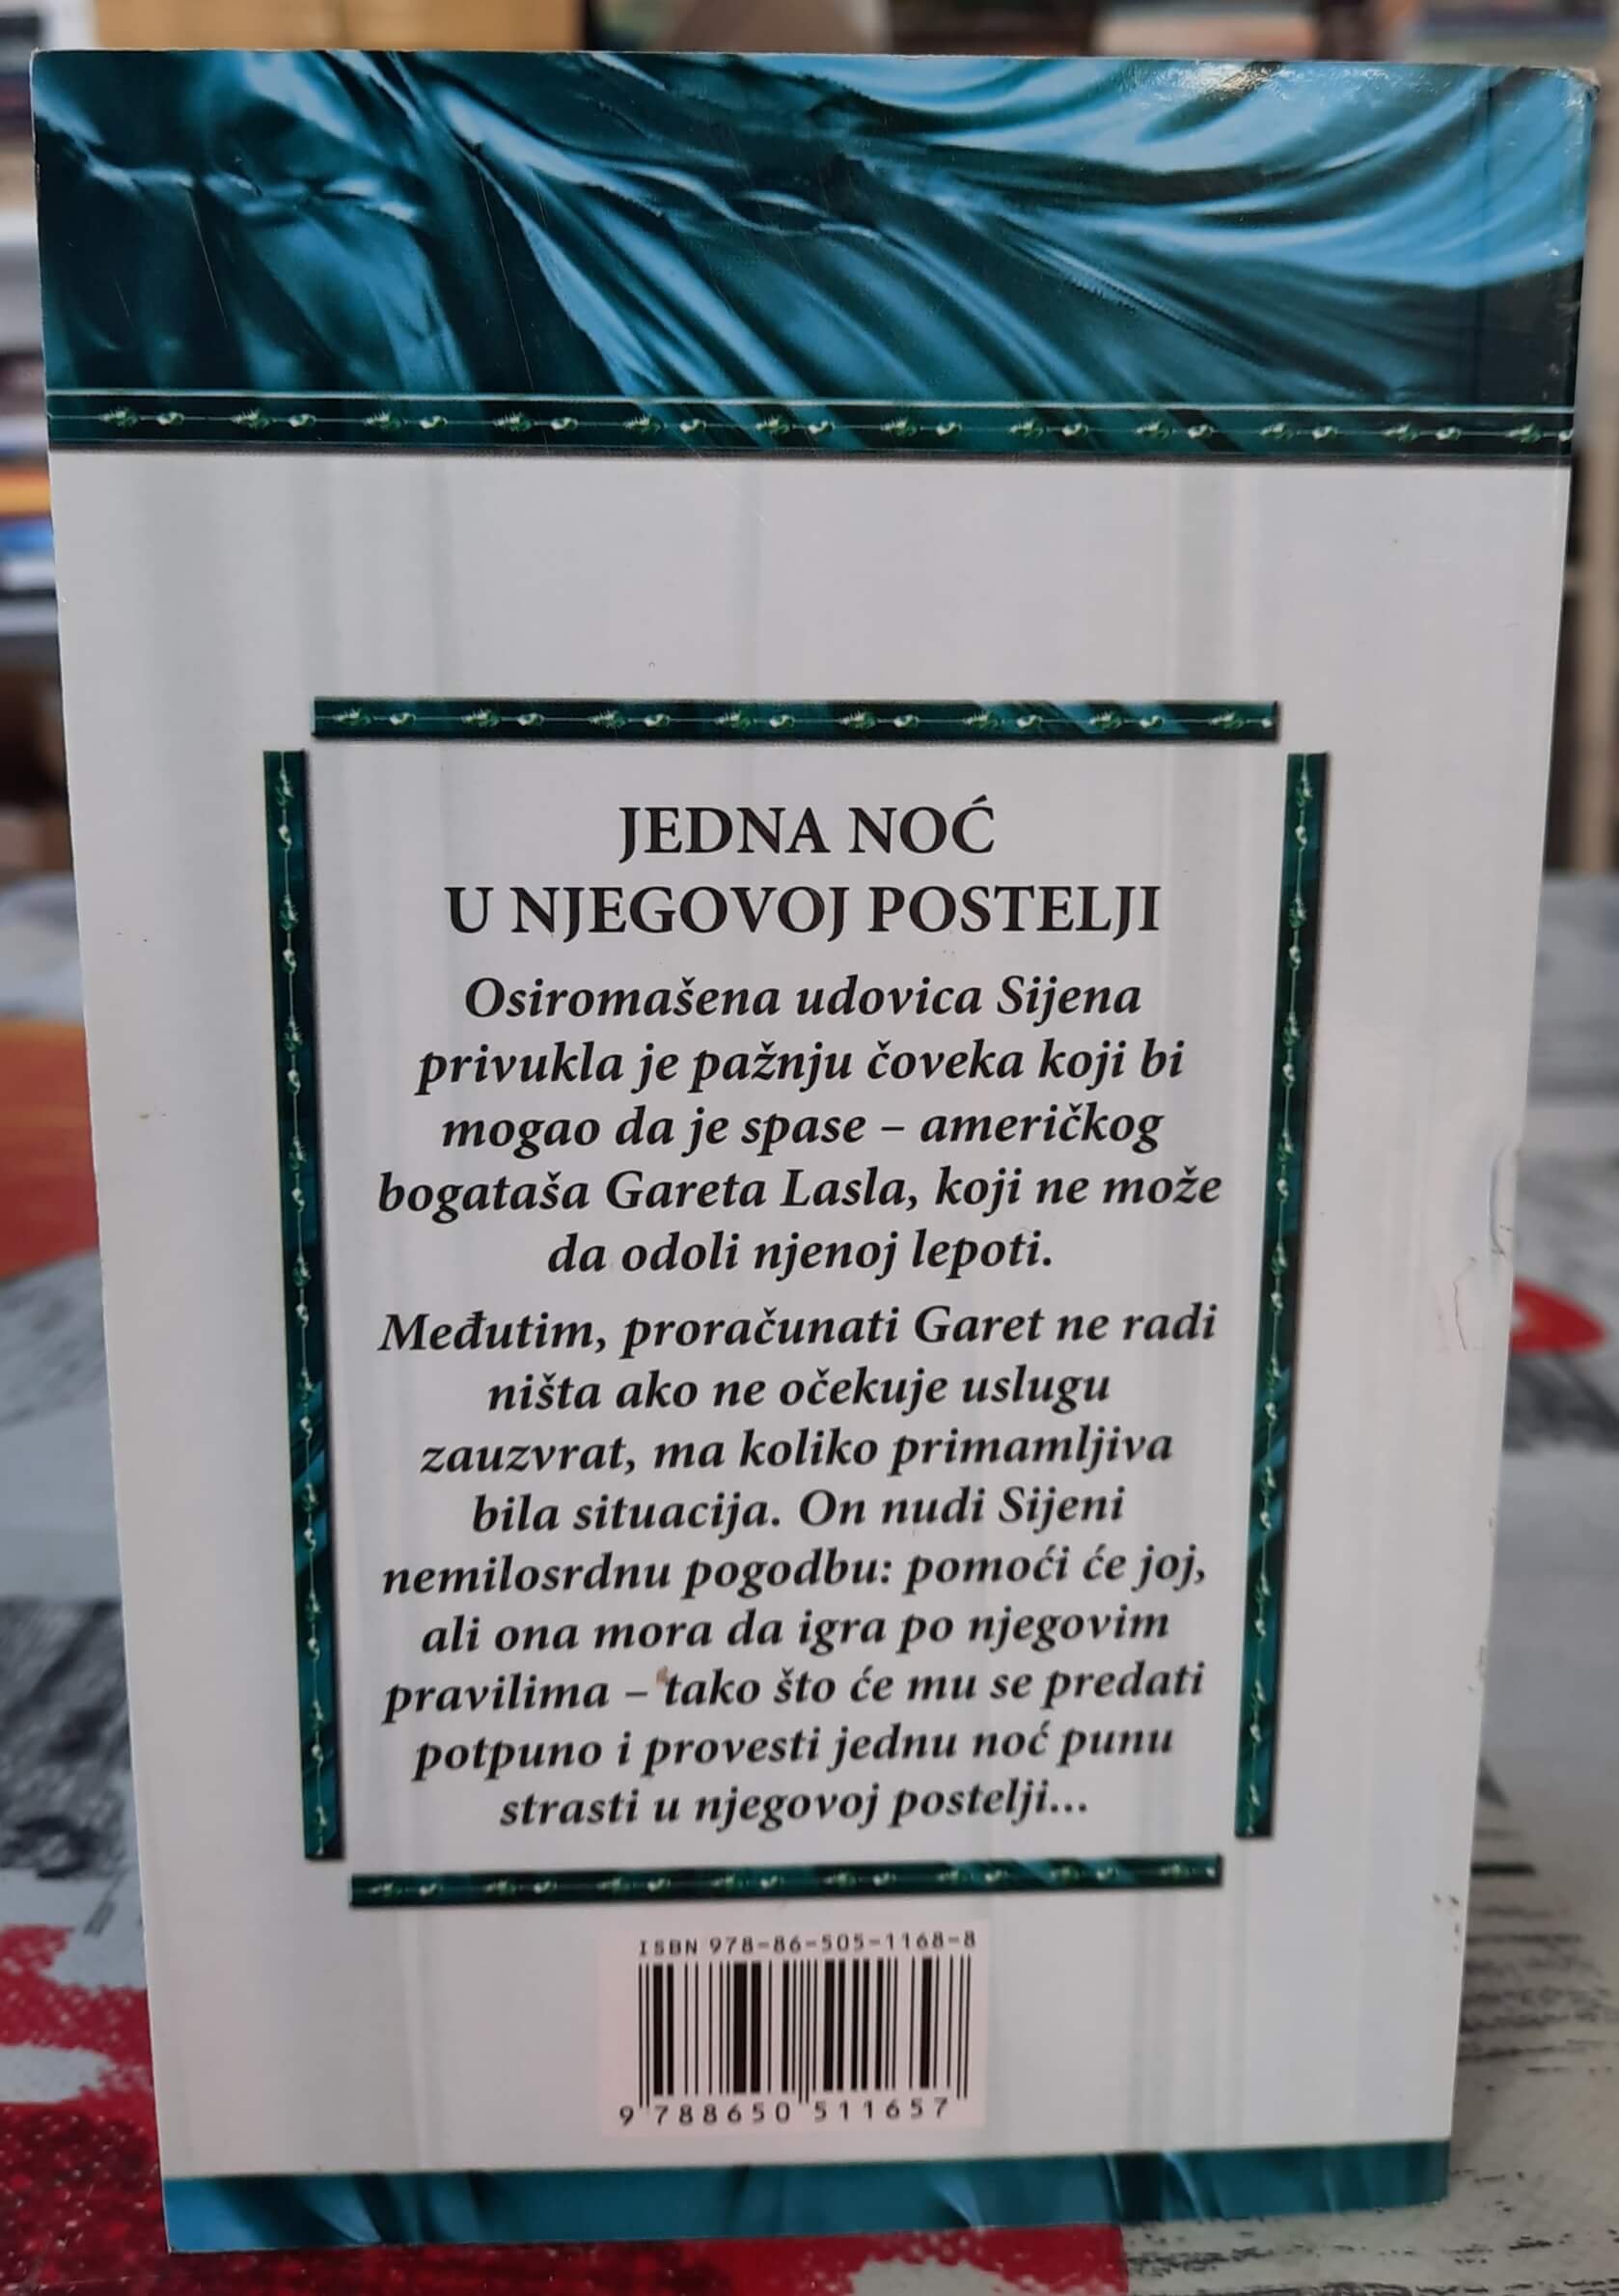 JEDNA NOĆ
U NJEGOVOJ POSTELJI
Osiromašena udovica Sijena
privukla je pažnju čoveka koji bi
mogao da je spase – američkog
bogataša Gareta Lasla, koji ne može
da odoli njenoj lepoti.
Međutim, proračunati Garet ne radi
ništa ako ne očekuje uslugu
zauzvrat, ma koliko primamljiva
bila situacija. On nudi Sijeni
nemilosrdnu pogodbu: pomoći će joj,
ali ona mora da igra po njegovim
pravilima – tako što će mu se predati
potpuno i provesti jednu noć punu
strasti u njegovoj postelji...
ISBN 978-86-505-1168-8
9 788650 511657